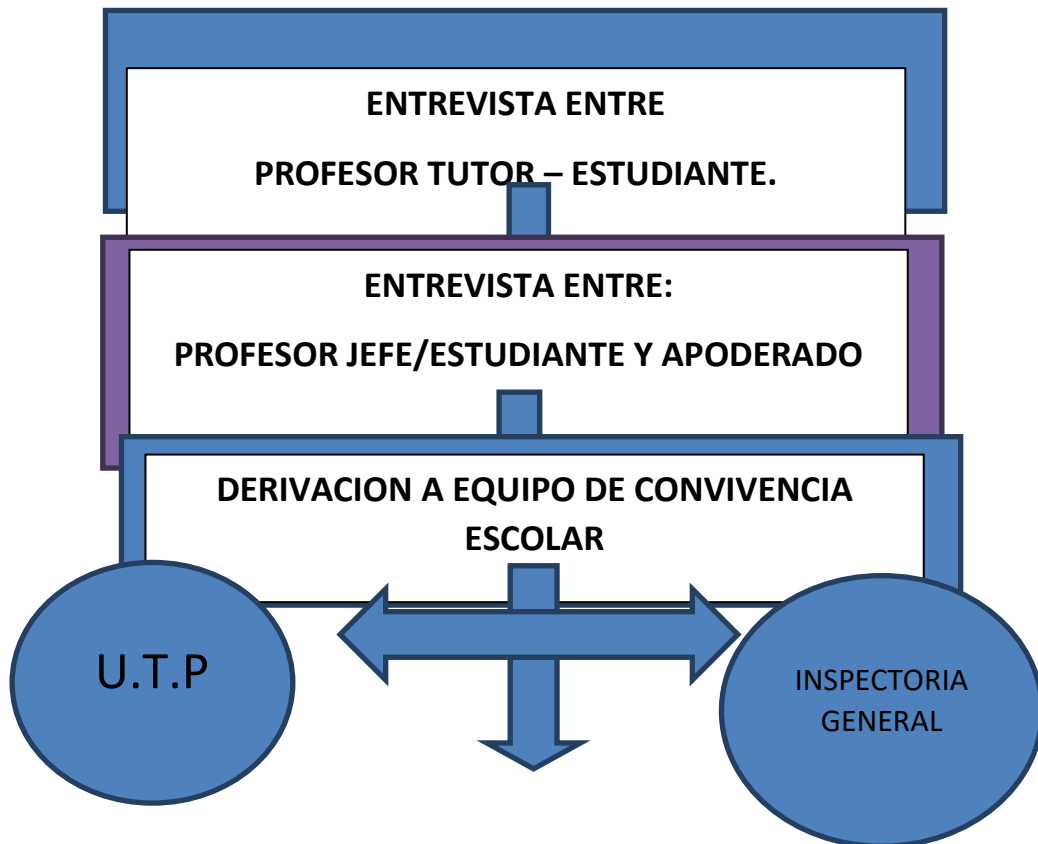 ENTREVISTA ENTRE
PROFESOR TUTOR – ESTUDIANTE.
ENTREVISTA ENTRE:
PROFESOR JEFE/ESTUDIANTE Y APODERADO
DERIVACION A EQUIPO DE CONVIVENCIA
ESCOLAR
U.T.P
INSPECTORIA
GENERAL